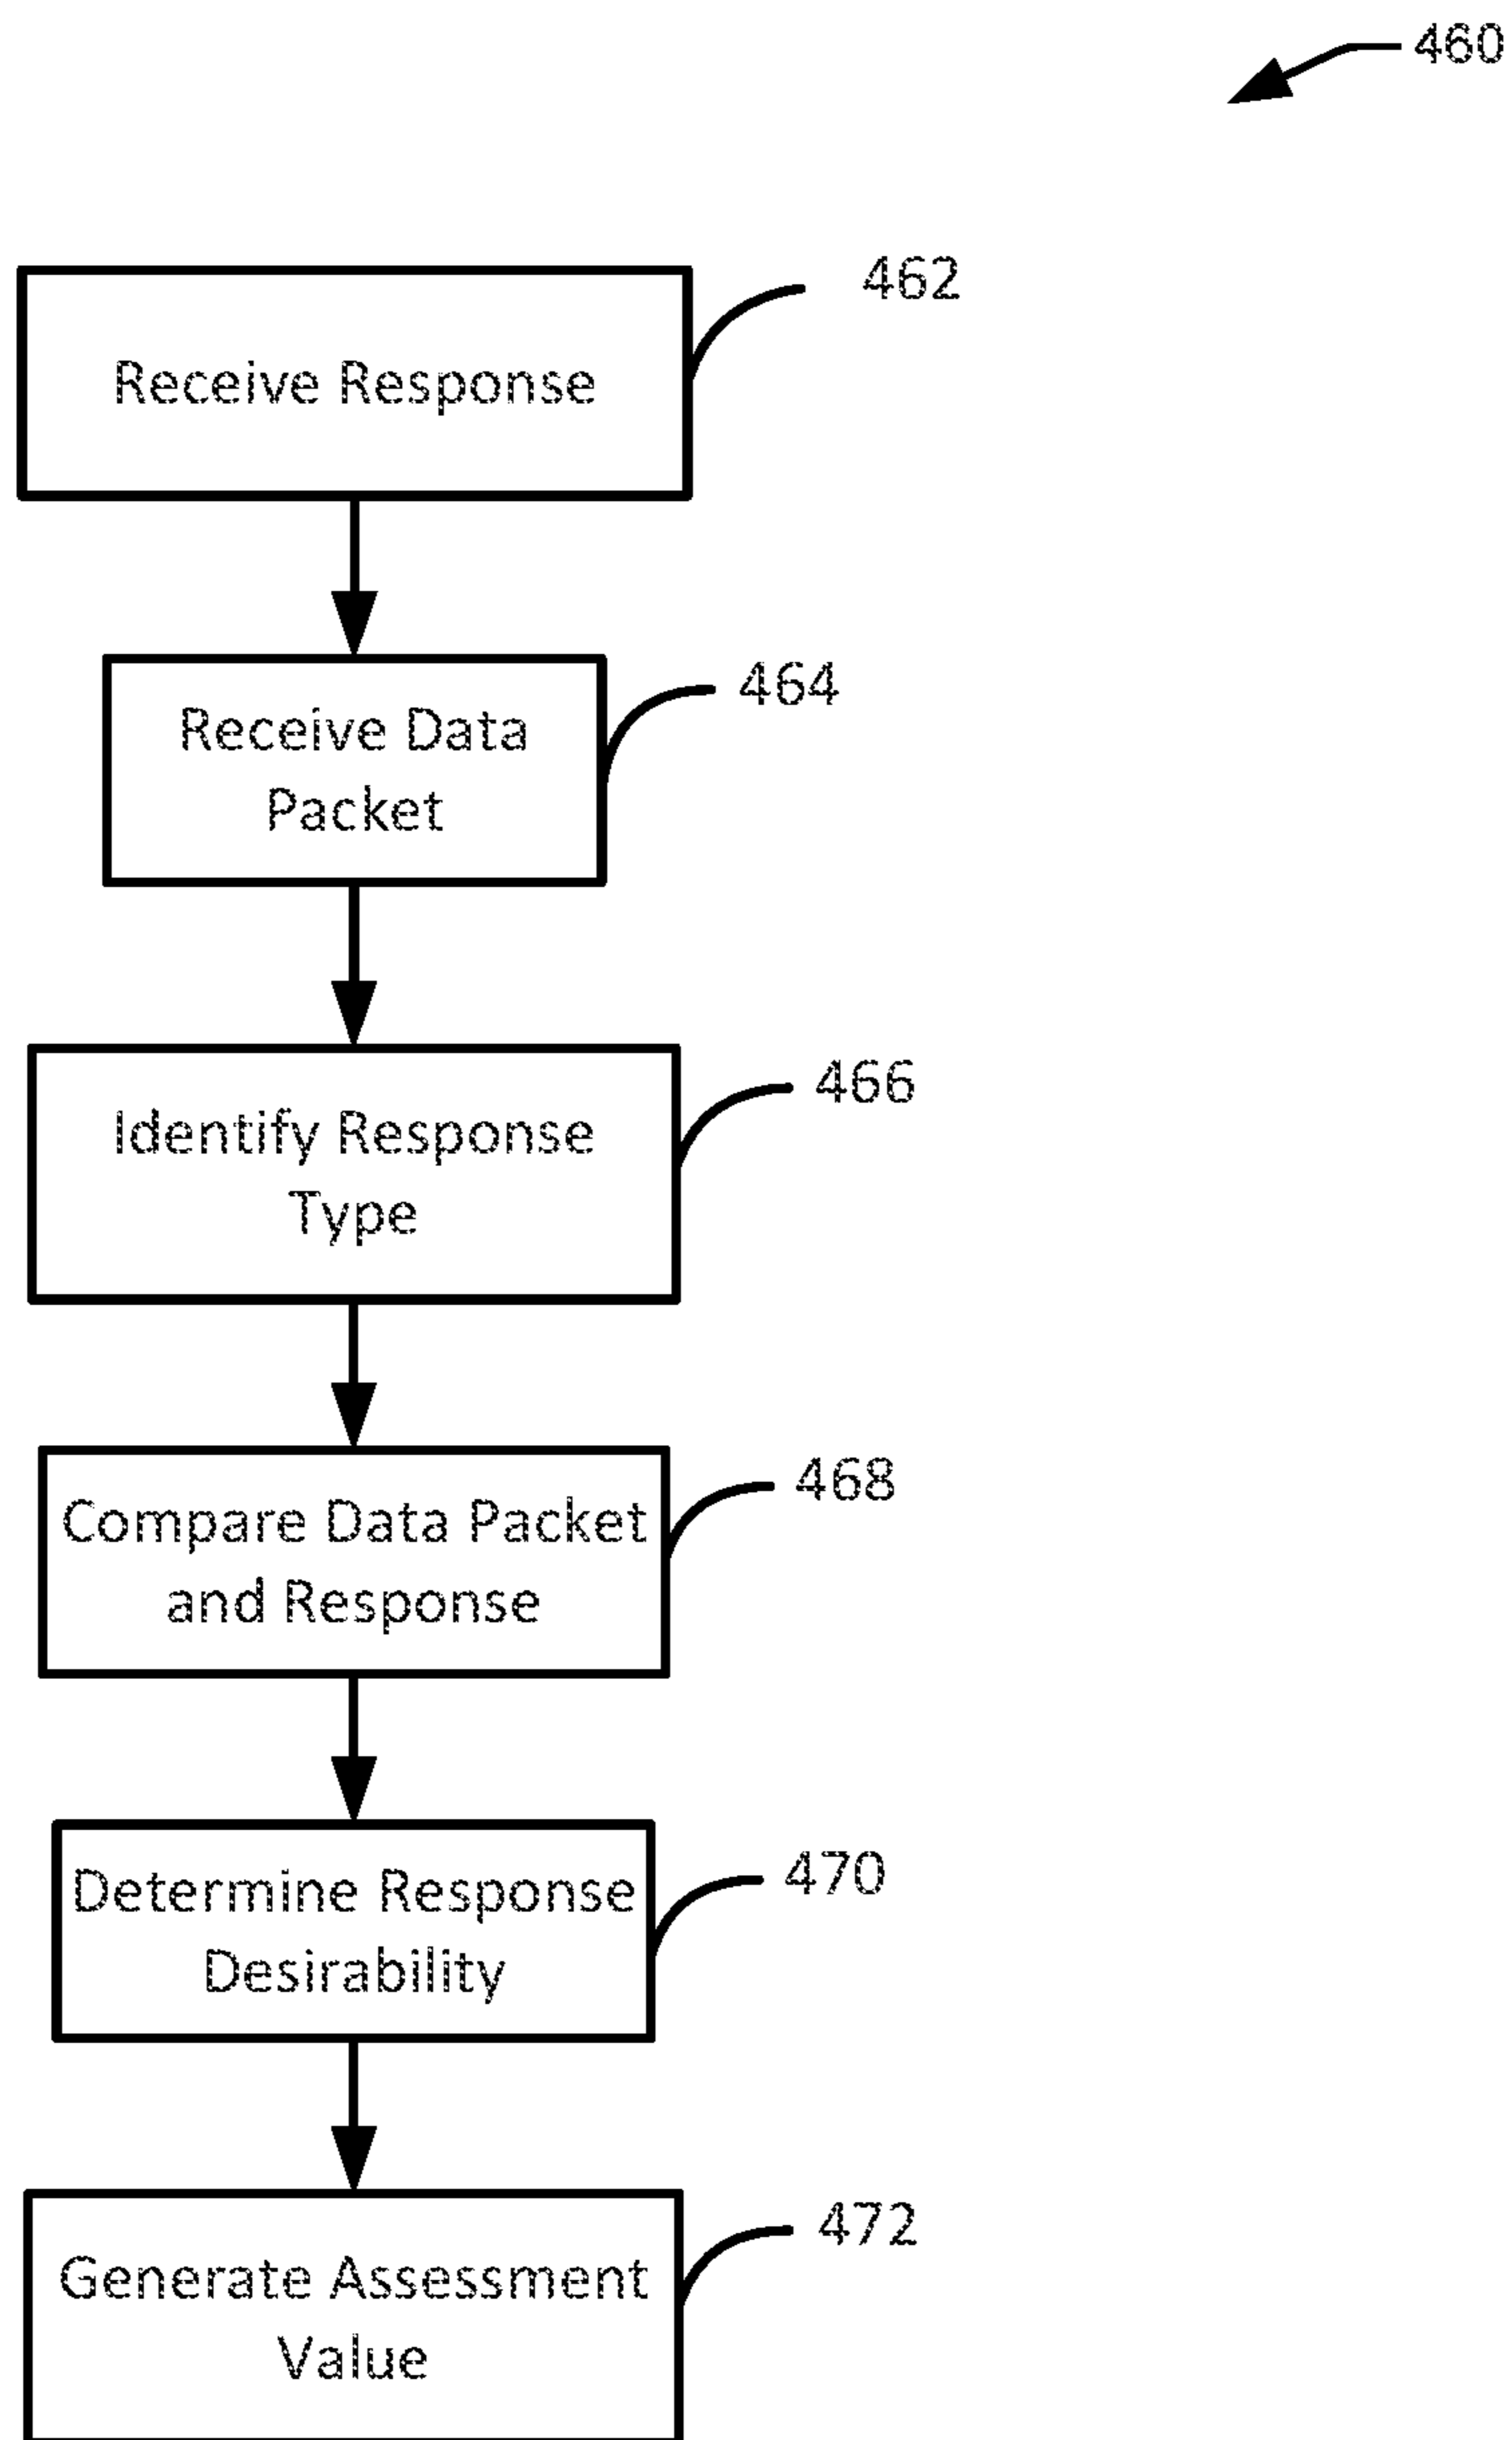 460
462
Receive Response
464
Receive Data
Packet
466
Identify Response
Type
468
Compare Data Packet
and Response
470
Determine Response
Desirability
472
Generate Assessment
Value